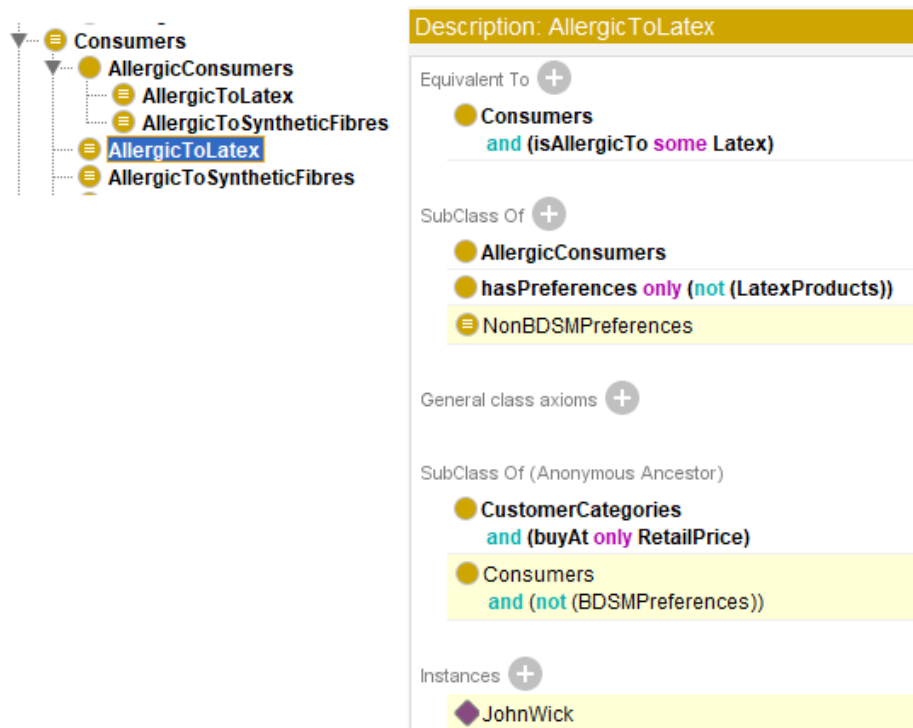 Consumers
AllergicConsumers
AllergicToLatex
AllergicToSyntheticFibres
AllergicToLatex
AllergicToSyntheticFibres
Description: AllergicToLatex
Equivalent To
Consumers
and (isAllergicTo some Latex)
SubClass Of
AllergicConsumers
hasPreferences only (not (LatexProducts))
NonBDSMPreferences
General class axioms
SubClass Of (Anonymous Ancestor)
CustomerCategories
and (buyAt only RetailPrice)
Consumers
and (not (BDSMPreferences))
Instances
JohnWick